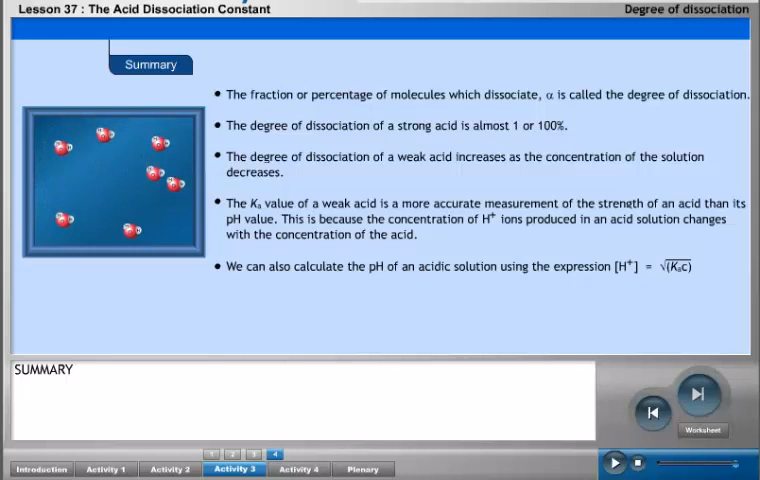 Lesson 37 : The Acid Dissociation Constant
Degree of dissociation
Summary
• The fraction or percentage of molecules which dissociate, α is called the degree of dissociation.
• The degree of dissociation of a strong acid is almost 1 or 100%.
• The degree of dissociation of a weak acid increases as the concentration of the solution
decreases.
• The Kₐ value of a weak acid is a more accurate measurement of the strength of an acid than its
pH value. This is because the concentration of H⁺ ions produced in an acid solution changes
with the concentration of the acid.
• We can also calculate the pH of an acidic solution using the expression [H⁺] = √(Kₐc)
SUMMARY
Worksheet
1 2 3 4
Introduction Activity 1 Activity 2 Activity 3 Activity 4 Plenary